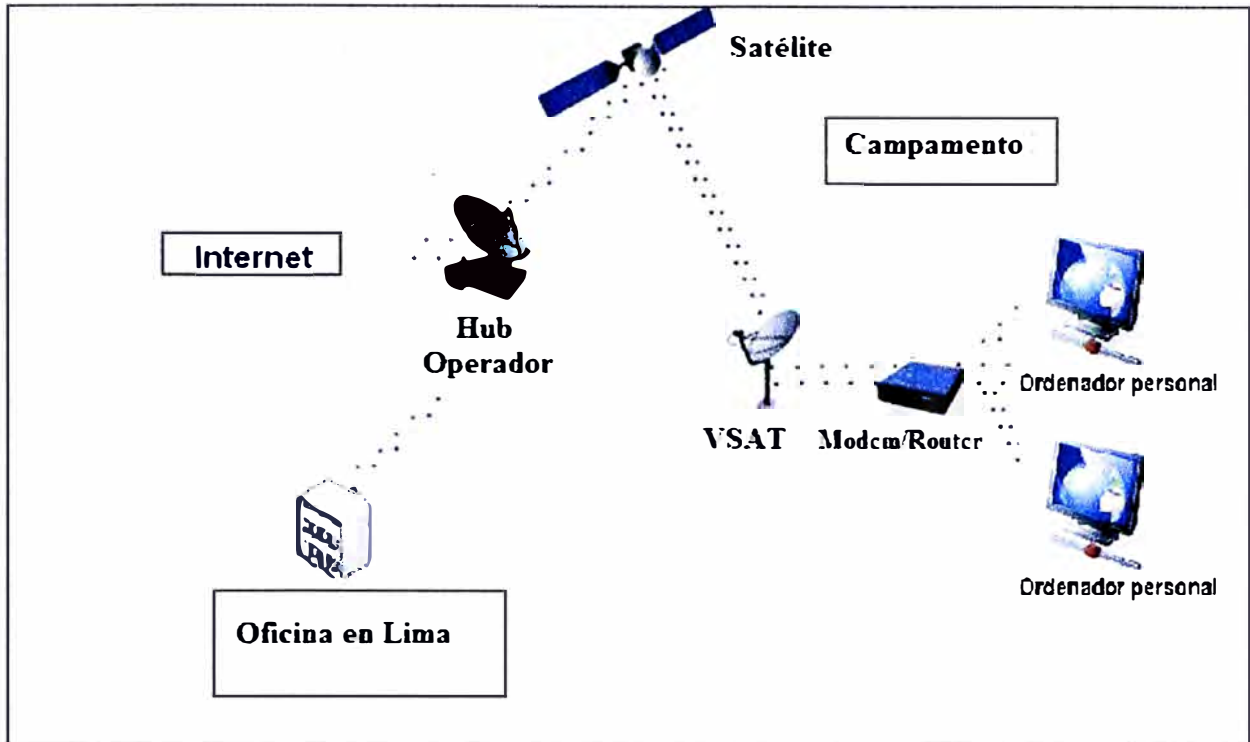 Satélite
Campamento
Internet
Hub
Operador
Ordenador personal
VSAT
Modem/Router
Ordenador personal
Oficina en Lima